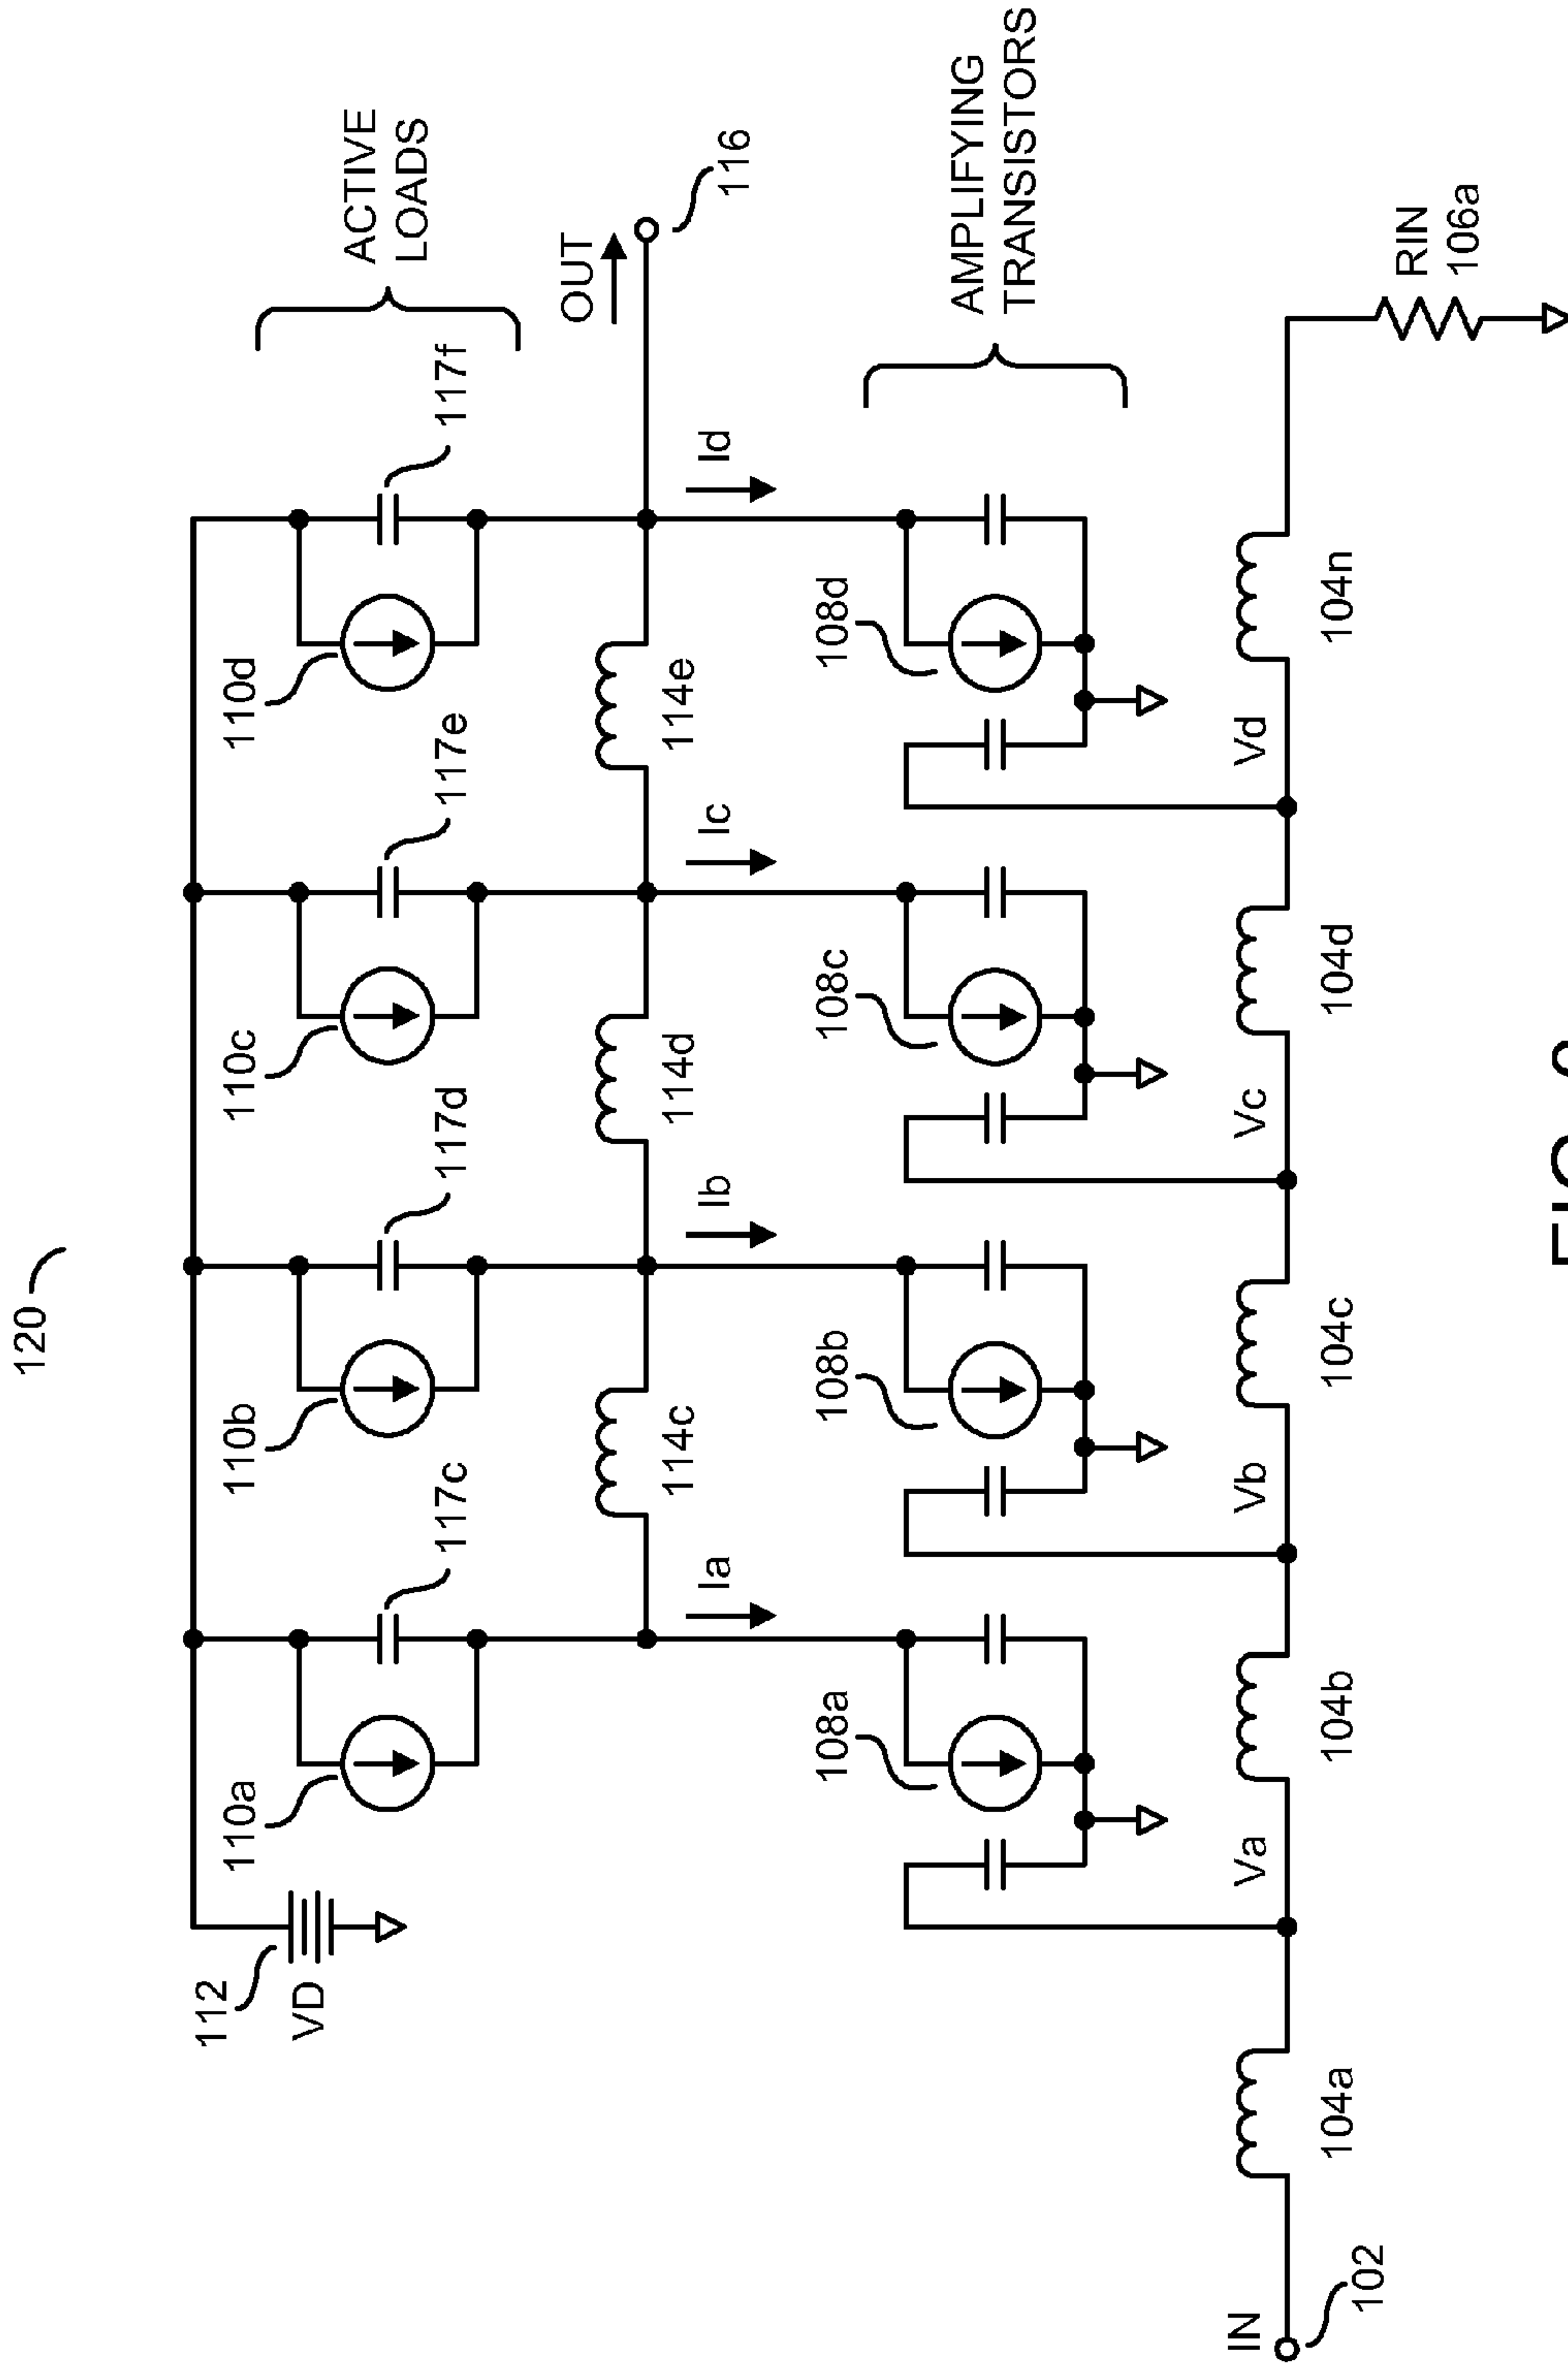 120
112
110a
110b
110c
110d
VD
ACTIVE
LOADS
117c
117d
117e
117f
OUT
114c
114d
114e
Ia
Ib
Ic
Id
116
108a
108b
108c
108d
AMPLIFYING
TRANSISTORS
IN
Va
Vb
Vc
Vd
104a
104b
104c
104d
104n
102
RIN
106a
FIG